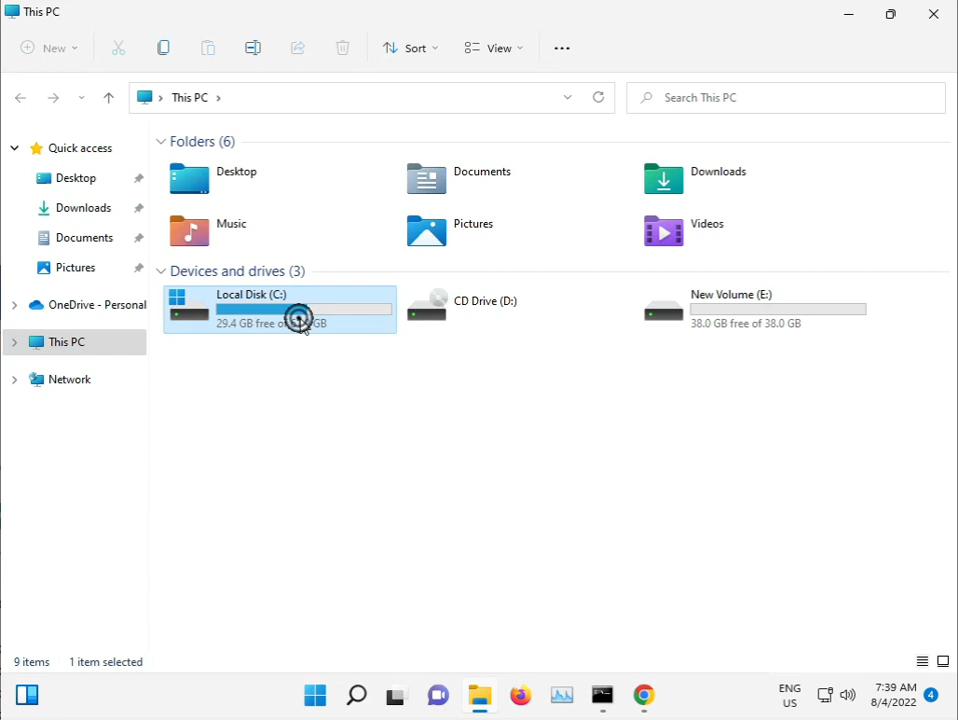 This PC
New
Sort
View
This PC
Search This PC
Quick access
Desktop
Downloads
Documents
Pictures
OneDrive - Personal
This PC
Network
Folders (6)
Desktop
Documents
Downloads
Music
Pictures
Videos
Devices and drives (3)
Local Disk (C:)
29.4 GB free of GB
CD Drive (D:)
New Volume (E:)
38.0 GB free of 38.0 GB
9 items
1 item selected
ENG
US
7:39 AM
8/4/2022
4